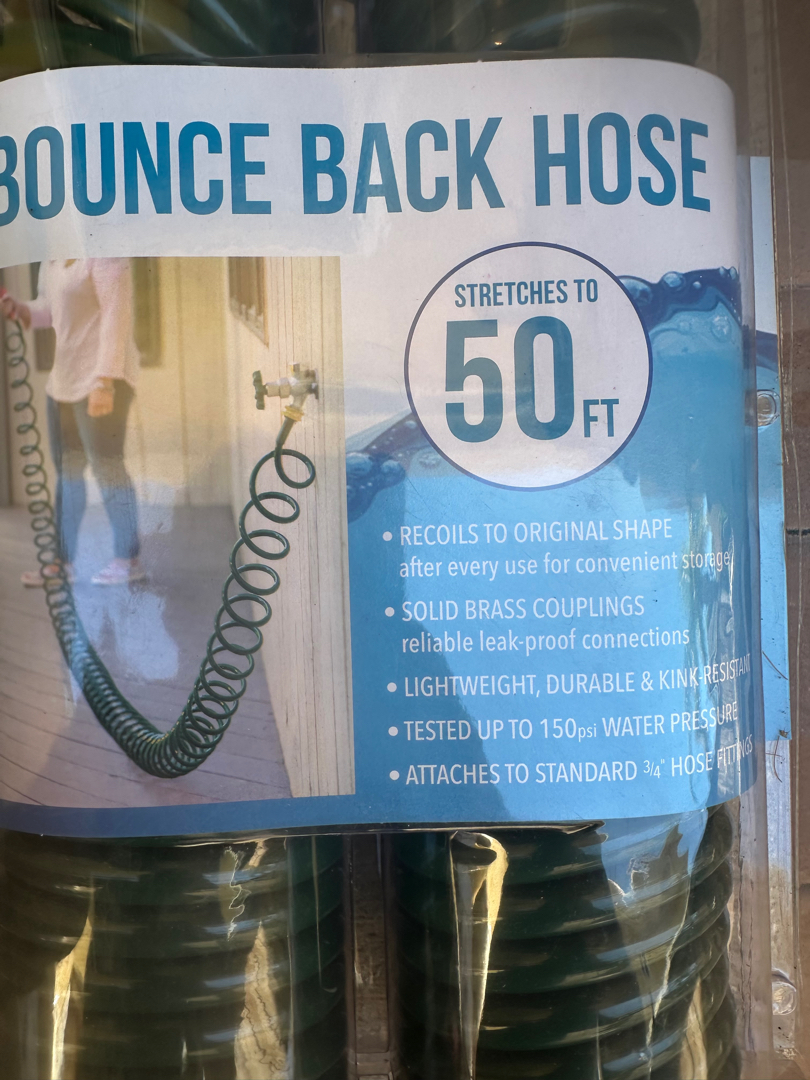 BOUNCE BACK HOSE
STRETCHES TO
50 FT
• RECOILS TO ORIGINAL SHAPE
after every use for convenient storage
• SOLID BRASS COUPLINGS
reliable leak-proof connections
• LIGHTWEIGHT, DURABLE & KINK-RESISTANT
• TESTED UP TO 150psi WATER PRESSURE
• ATTACHES TO STANDARD 3/4" HOSE FITTINGS